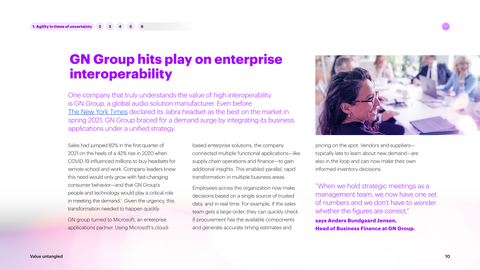 1. Agility in times of uncertainty 2 3 4 5 6
GN Group hits play on enterprise
interoperability
One company that truly understands the value of high interoperability
is GN Group, a global audio solution manufacturer. Even before
The New York Times declared its Jabra headset as the best on the market in
spring 2021, GN Group braced for a demand surge by integrating its business
applications under a unified strategy.
Sales had jumped 82% in the first quarter of
2021 on the heels of a 42% rise in 2020 when
COVID-19 influenced millions to buy headsets for
remote school and work. Company leaders knew
this need would only grow with fast-changing
consumer behavior—and that GN Group's
people and technology would play a critical role
in meeting the demand.¹ Given the urgency, this
transformation needed to happen quickly.
GN group turned to Microsoft, an enterprise
applications partner. Using Microsoft's cloud-
based enterprise solutions, the company
connected multiple functional applications—like
supply chain operations and finance—to gain
additional insights. This enabled parallel, rapid
transformation in multiple business areas.
Employees across the organization now make
decisions based on a single source of trusted
data, and in real time. For example, if the sales
team gets a large order, they can quickly check
if procurement has the available components
and generate accurate timing estimates and
pricing on the spot. Vendors and suppliers—
typically late to learn about new demand—are
also in the loop and can now make their own
informed inventory decisions.
"When we hold strategic meetings as a
management team, we now have one set
of numbers and we don't have to wonder
whether the figures are correct,"
says Anders Bundgaard Jensen,
Head of Business Finance at GN Group.
Value untangled
10